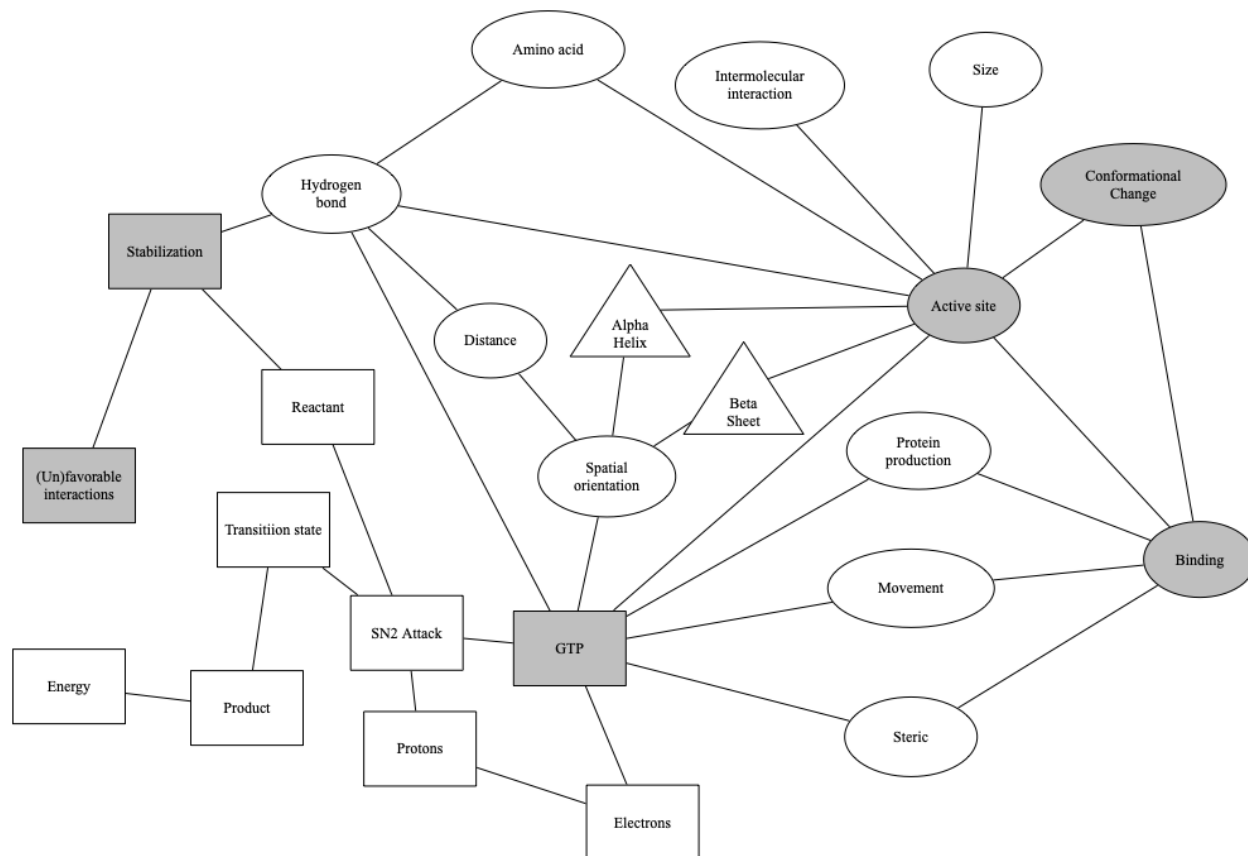 Amino acid
Intermolecular
interaction
Size
Conformational
Change
Hydrogen
bond
Stabilization
Active site
Alpha
Helix
Distance
Beta
Sheet
Reactant
Protein
production
(Un)favorable
interactions
Spatial
orientation
Transitiion state
Binding
Movement
SN2 Attack
GTP
Energy
Product
Protons
Steric
Electrons